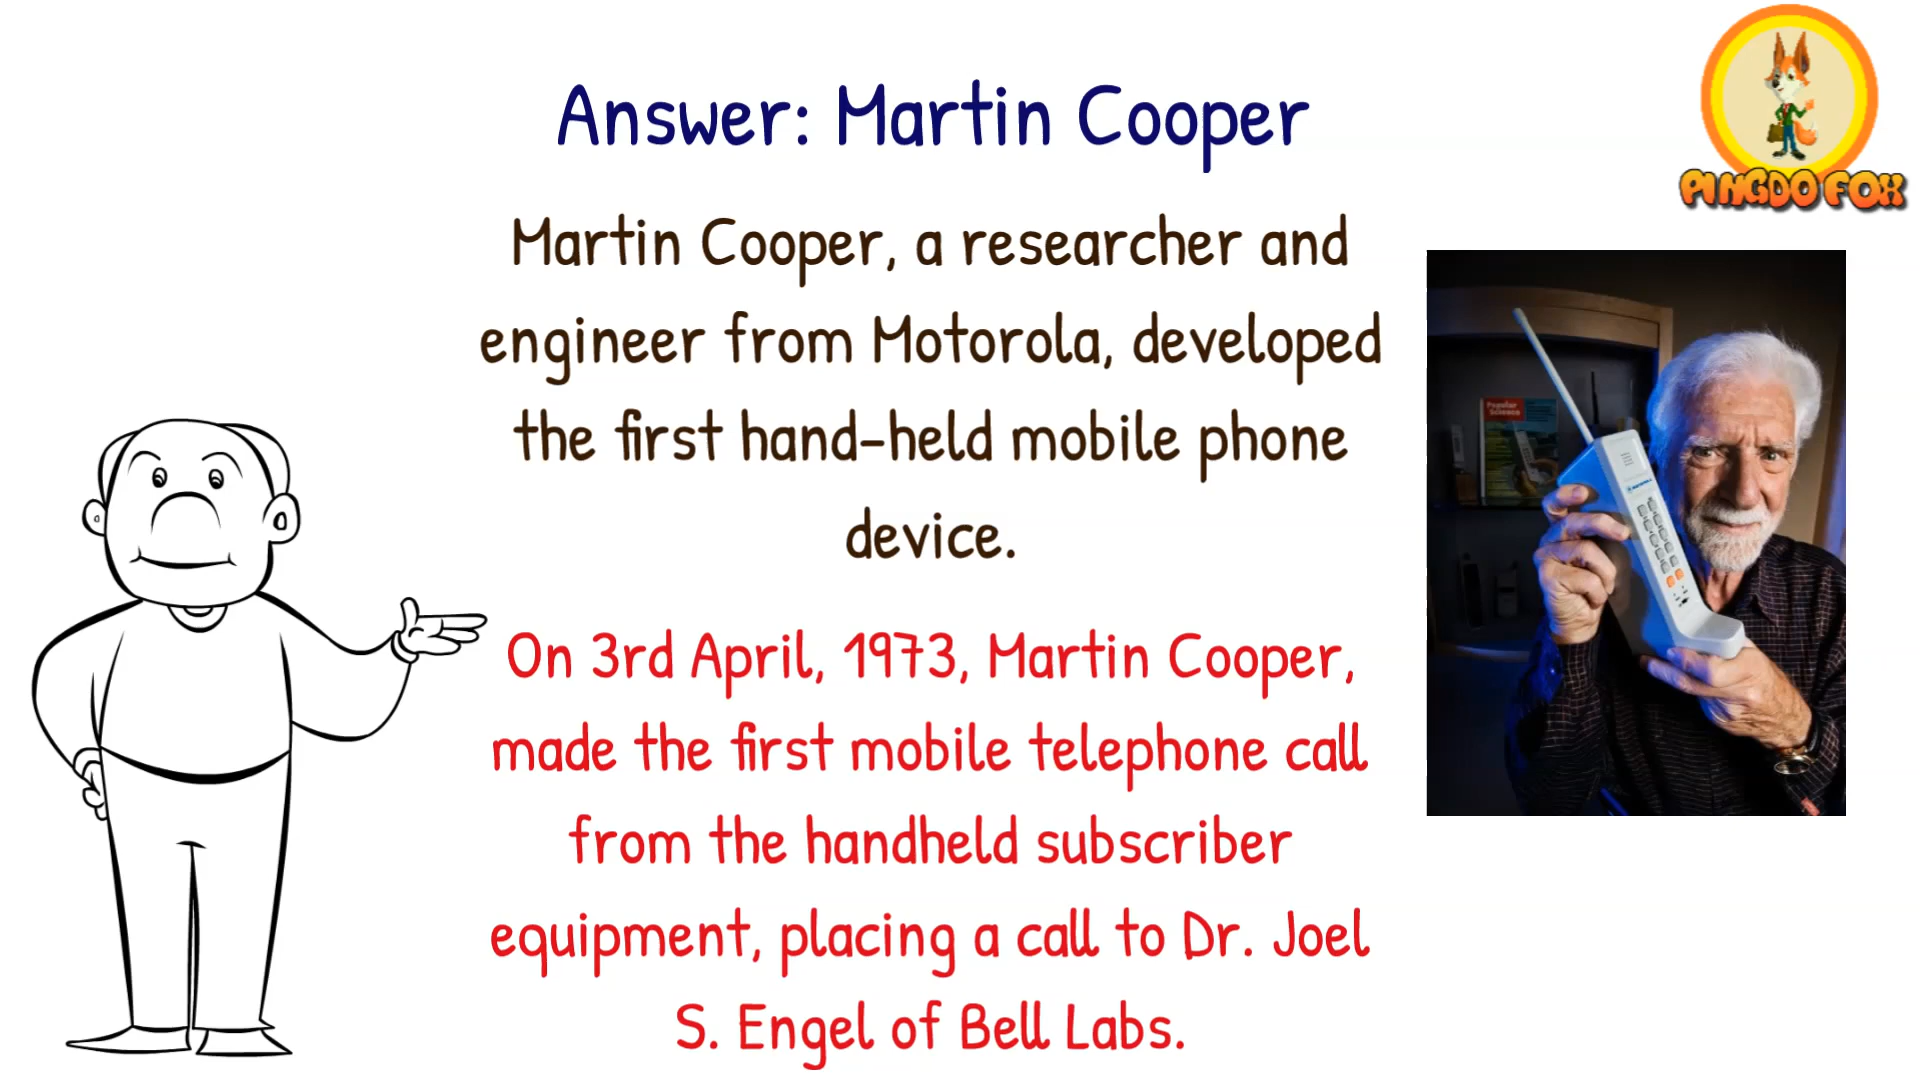 Answer: Martin Cooper
PINGDO FOX
Martin Cooper, a researcher and
engineer from Motorola, developed
the first hand-held mobile phone
device.
Popular
Science
On 3rd April, 1973, Martin Cooper,
made the first mobile telephone call
from the handheld subscriber
equipment, placing a call to Dr. Joel
S. Engel of Bell Labs.